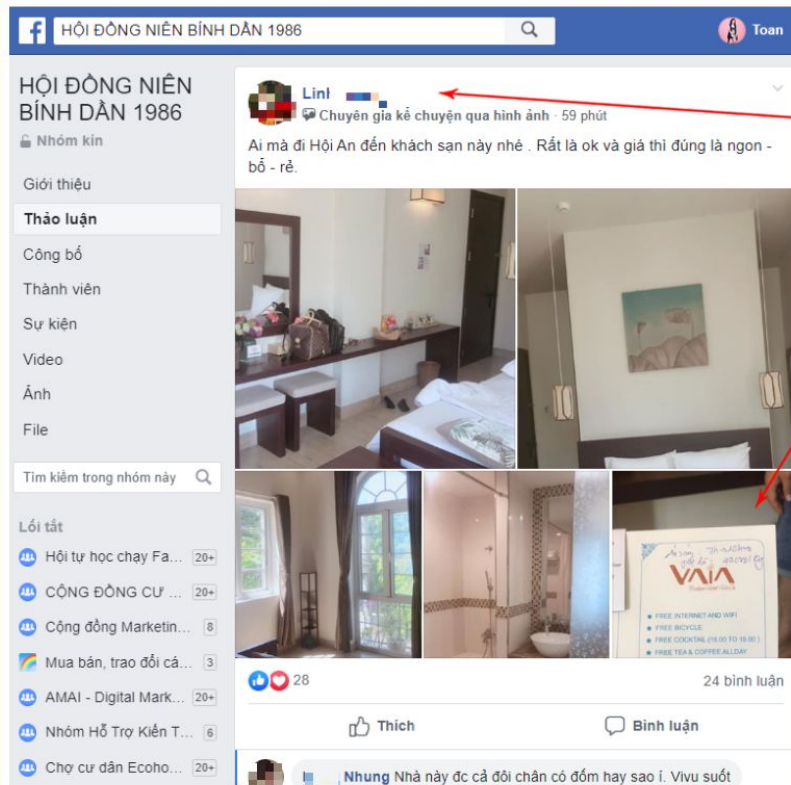 HỘI ĐỒNG NIÊN BÍNH DẦN 1986
Toan
HỘI ĐỒNG NIÊN
BÍNH DẦN 1986
Nhóm kín
Giới thiệu
Thảo luận
Công bố
Thành viên
Sự kiện
Video
Ảnh
File
Tìm kiếm trong nhóm này
Lối tắt
Hội tự học chạy Fa... 20+
CỘNG ĐỒNG CƯ ... 20+
Cộng đồng Marketin... 8
Mua bán, trao đổi cá... 3
AMAI - Digital Mark... 20+
Nhóm Hỗ Trợ Kiến T... 6
Chợ cư dân Ecoho... 20+
Linh
Chuyên gia kể chuyện qua hình ảnh · 59 phút
Ai mà đi Hội An đến khách sạn này nhé . Rất là ok và giá thì đúng là ngon -
bổ - rẻ.
VAIA
FREE INTERNET AND WIFI
FREE BICYCLE
FREE COCKTAIL (16.00 TO 18.00 )
FREE TEA & COFFEE ALLDAY
28
24 bình luận
Thích
Bình luận
Nhung Nhà này đc cả đôi chân có đốm hay sao í. Vivu suốt